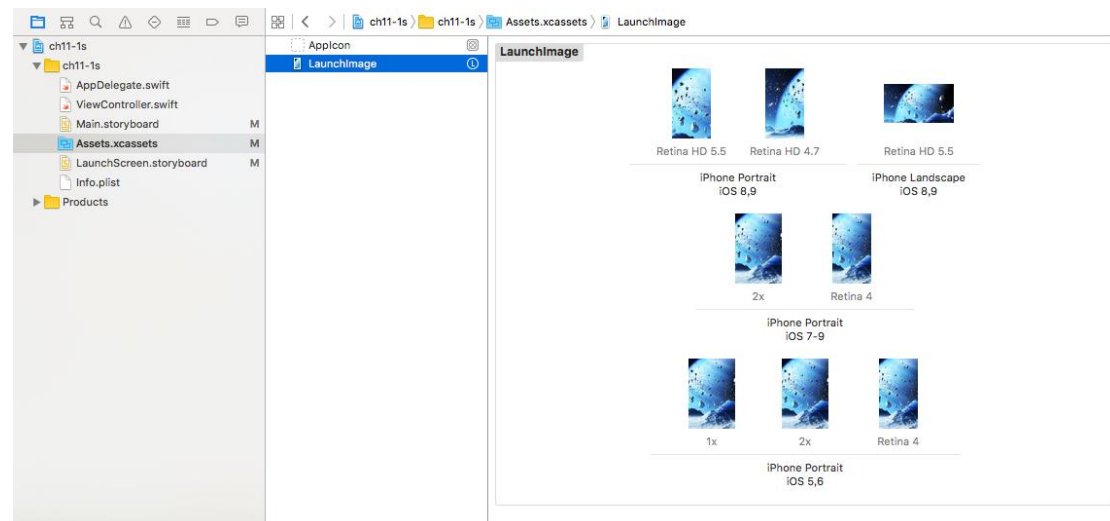 ch11-1s
ch11-1s
AppDelegate.swift
ViewController.swift
Main.storyboard M
Assets.xcassets M
LaunchScreen.storyboard M
Info.plist
Products
AppIcon
LaunchImage
ch11-1s ch11-1s Assets.xcassets LaunchImage
LaunchImage
Retina HD 5.5 Retina HD 4.7 Retina HD 5.5
iPhone Portrait iPhone Landscape
iOS 8,9 iOS 8,9
2x Retina 4
iPhone Portrait
iOS 7-9
1x 2x Retina 4
iPhone Portrait
iOS 5,6